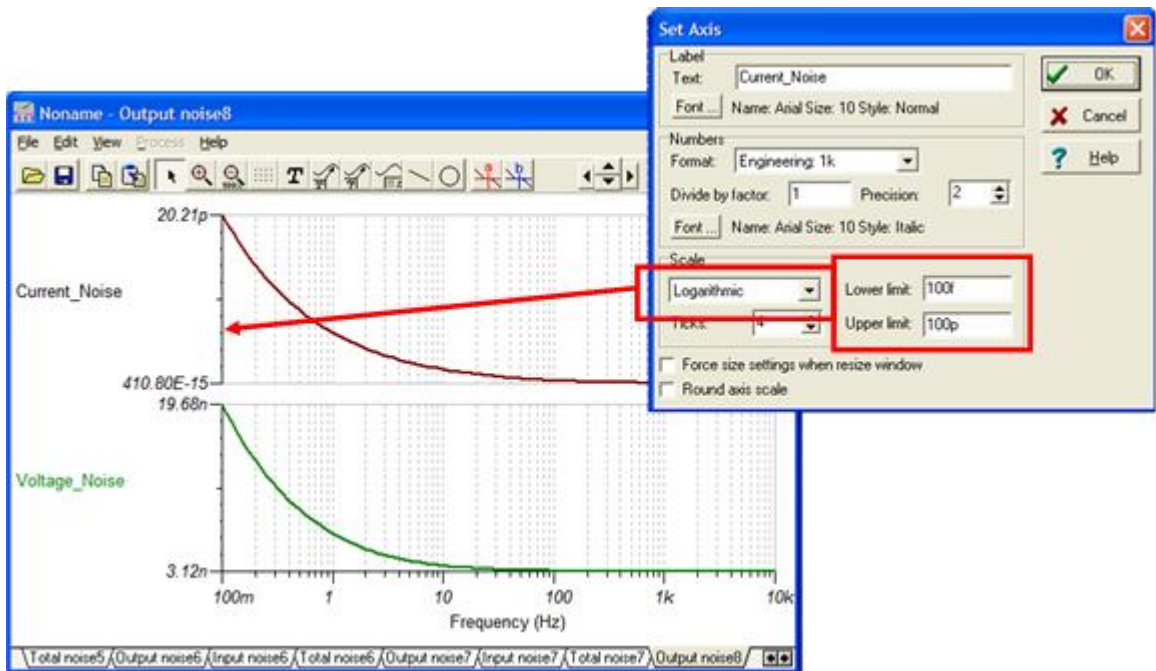 Set Axis
Label
Text: Current_Noise
Font ... Name: Arial Size: 10 Style: Normal
Numbers
Format: Engineering: 1k
Divide by factor: 1 Precision: 2
Font ... Name: Arial Size: 10 Style: Italic
Scale
Logarithmic Lower limit: 100f
Ticks: 4 Upper limit: 100p
Force size settings when resize window
Round axis scale
OK
Cancel
? Help
Noname - Output noise8
File Edit View Process Help
T a b
20.21p
Current_Noise
410.80E-15
19.68n
Voltage_Noise
3.12n
100m 1 10 100 1k 10k
Frequency (Hz)
Total noise5 Output noise6 Input noise6 Total noise6 Output noise7 Input noise7 Total noise7 Output noise8